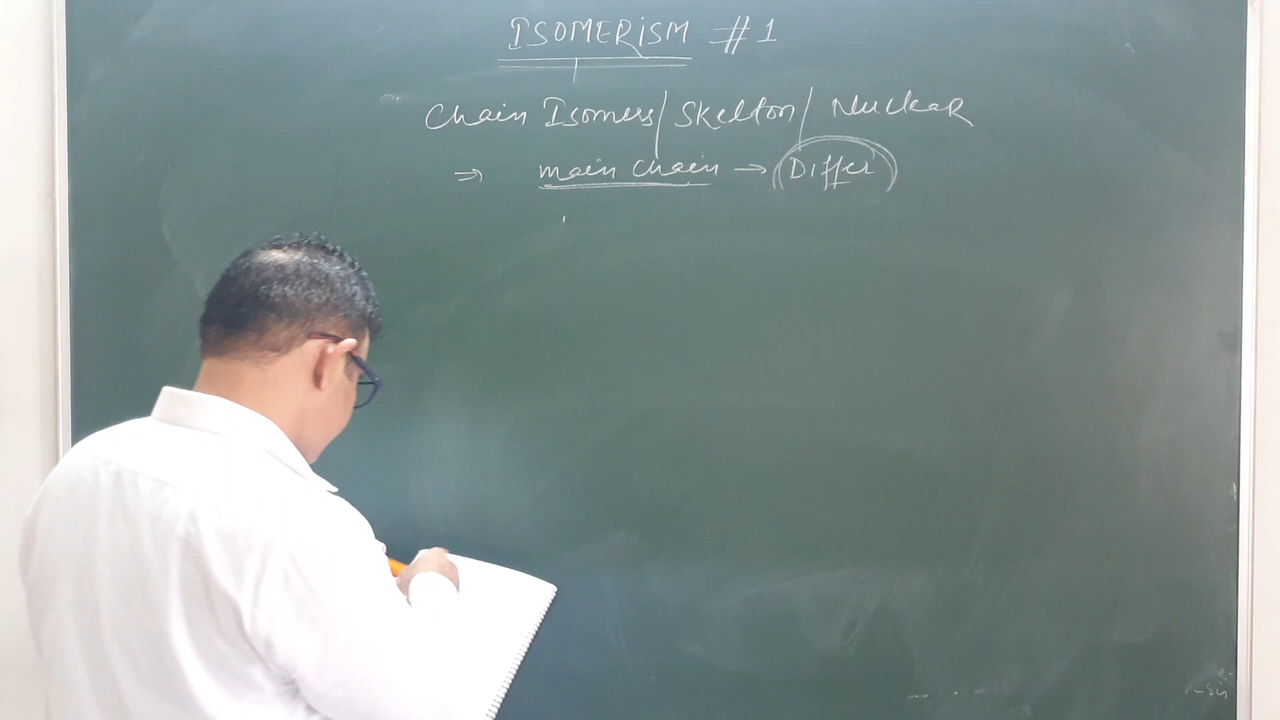 ISOMERISM #1
Chain Isomers/Skelton/Nuclear
⇒ main chain → Differ